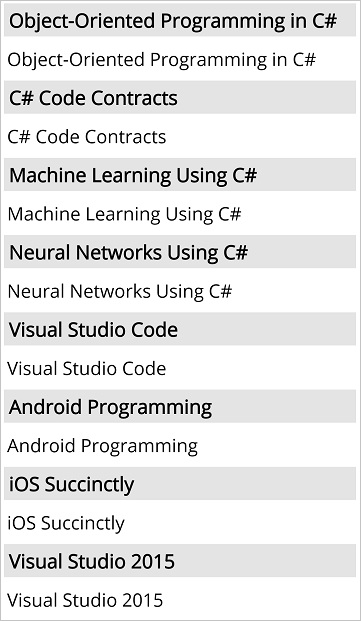 Object-Oriented Programming in C#
Object-Oriented Programming in C#
C# Code Contracts
C# Code Contracts
Machine Learning Using C#
Machine Learning Using C#
Neural Networks Using C#
Neural Networks Using C#
Visual Studio Code
Visual Studio Code
Android Programming
Android Programming
iOS Succinctly
iOS Succinctly
Visual Studio 2015
Visual Studio 2015